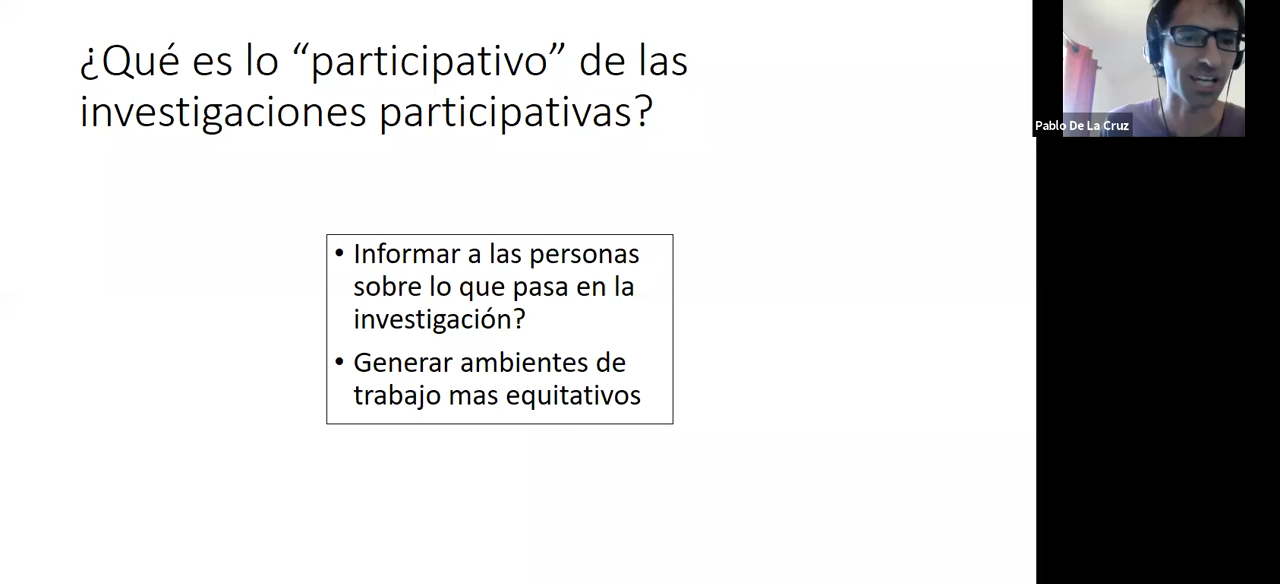 ¿Qué es lo “participativo” de las
investigaciones participativas?
• Informar a las personas
sobre lo que pasa en la
investigación?
• Generar ambientes de
trabajo mas equitativos
Pablo De La Cruz